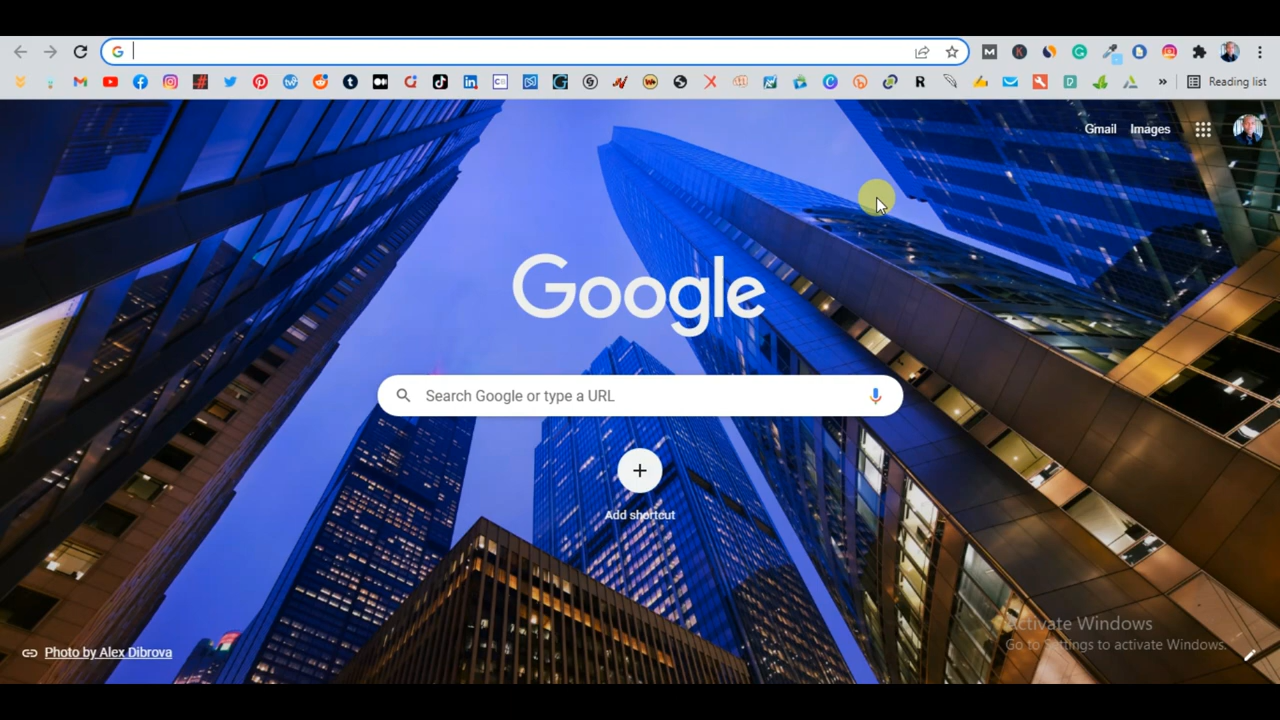 Reading list
Gmail Images
Google
Search Google or type a URL
Add shortcut
Activate Windows
Go to Settings to activate Windows.
Photo by Alex Dibrova